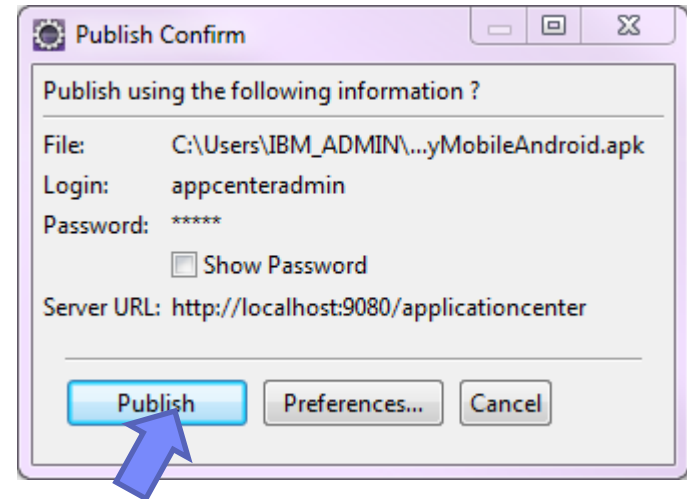 Publish Confirm
Publish using the following information ?
File: C:\Users\IBM_ADMIN\...yMobileAndroid.apk
Login: appcenteradmin
Password: *****
Show Password
Server URL: http://localhost:9080/applicationcenter
Publish Preferences... Cancel